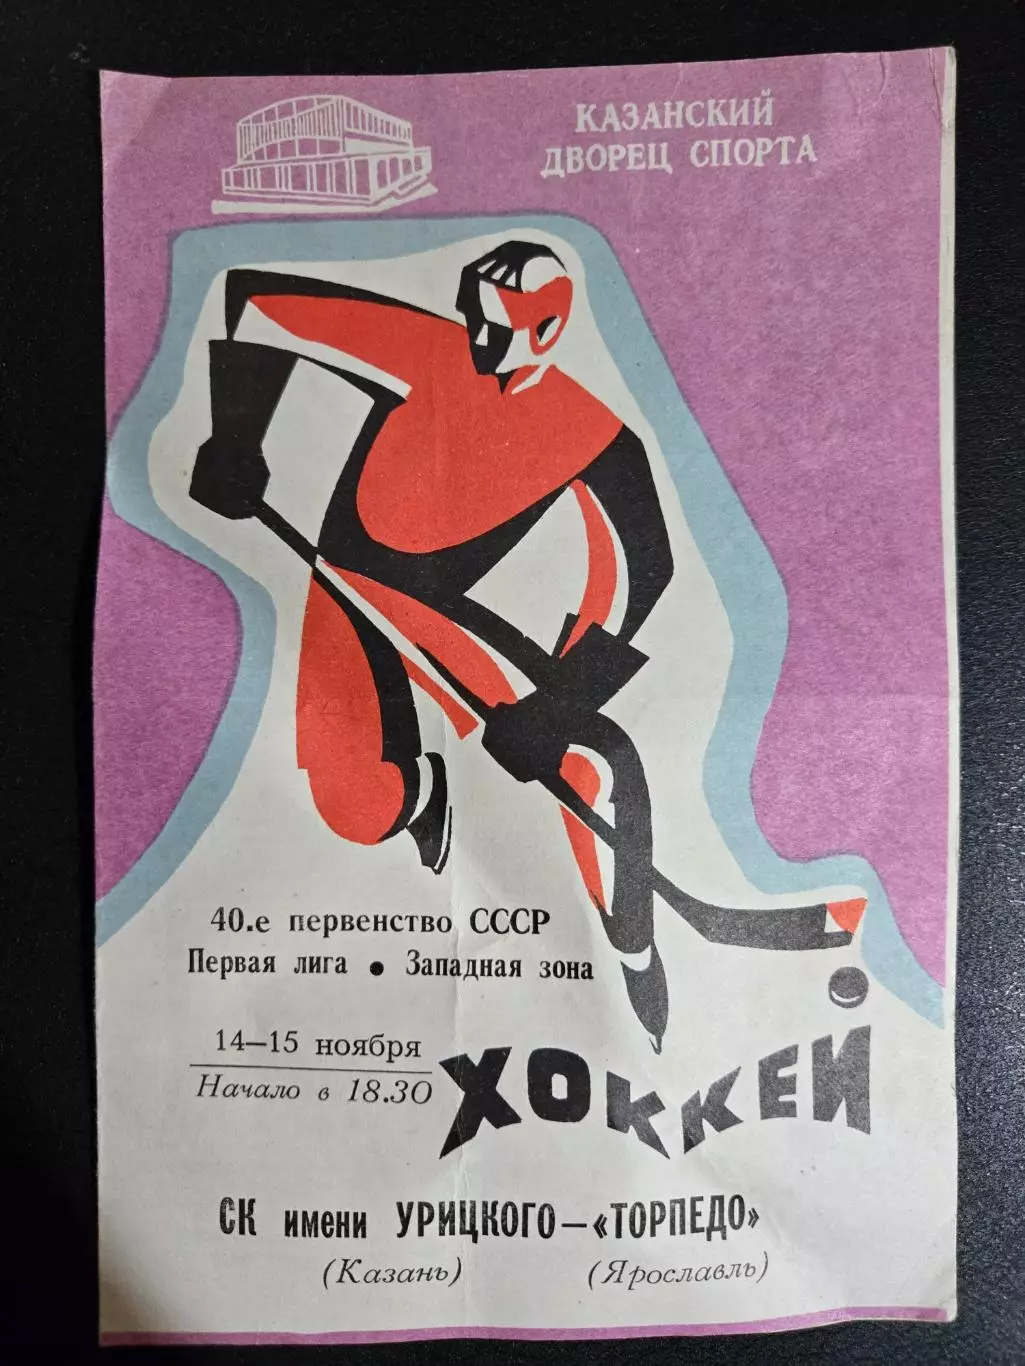 КАЗАНСКИЙ
ДВОРЕЦ СПОРТА
40.е первенство СССР
Первая лига • Западная зона
14—15 ноября
Начало в 18.30
ХОККЕЙ
СК имени УРИЦКОГО—«ТОРПЕДО»
(Казань) (Ярославль)